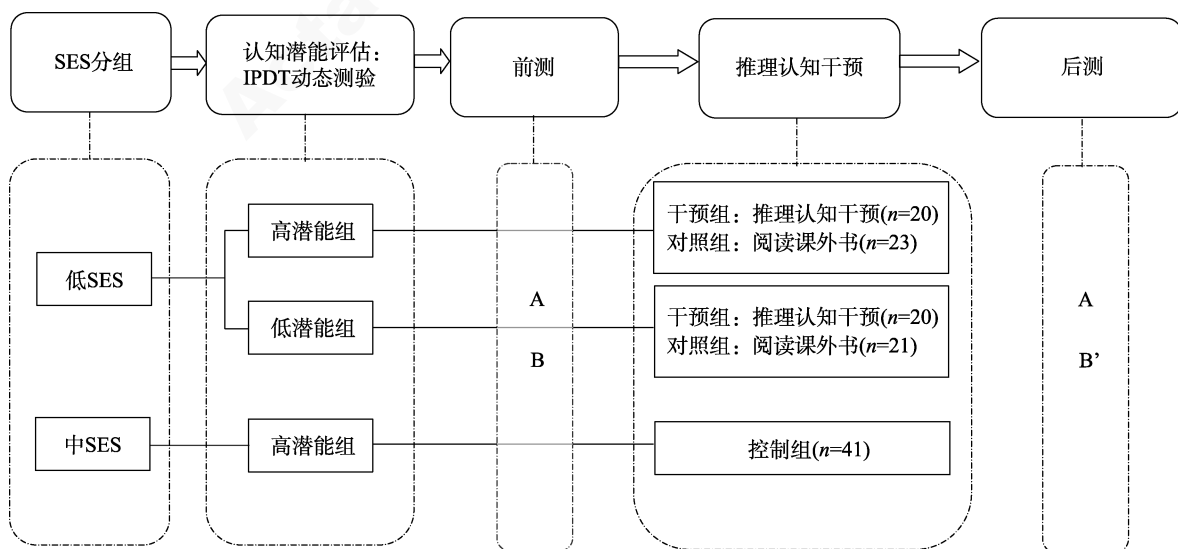 SES分组
认知潜能评估：
IPDT动态测验
前测
推理认知干预
后测
高潜能组
干预组：推理认知干预(n=20)
对照组：阅读课外书(n=23)
低SES
低潜能组
干预组：推理认知干预(n=20)
对照组：阅读课外书(n=21)
A
B
A
B’
中SES
高潜能组
控制组(n=41)